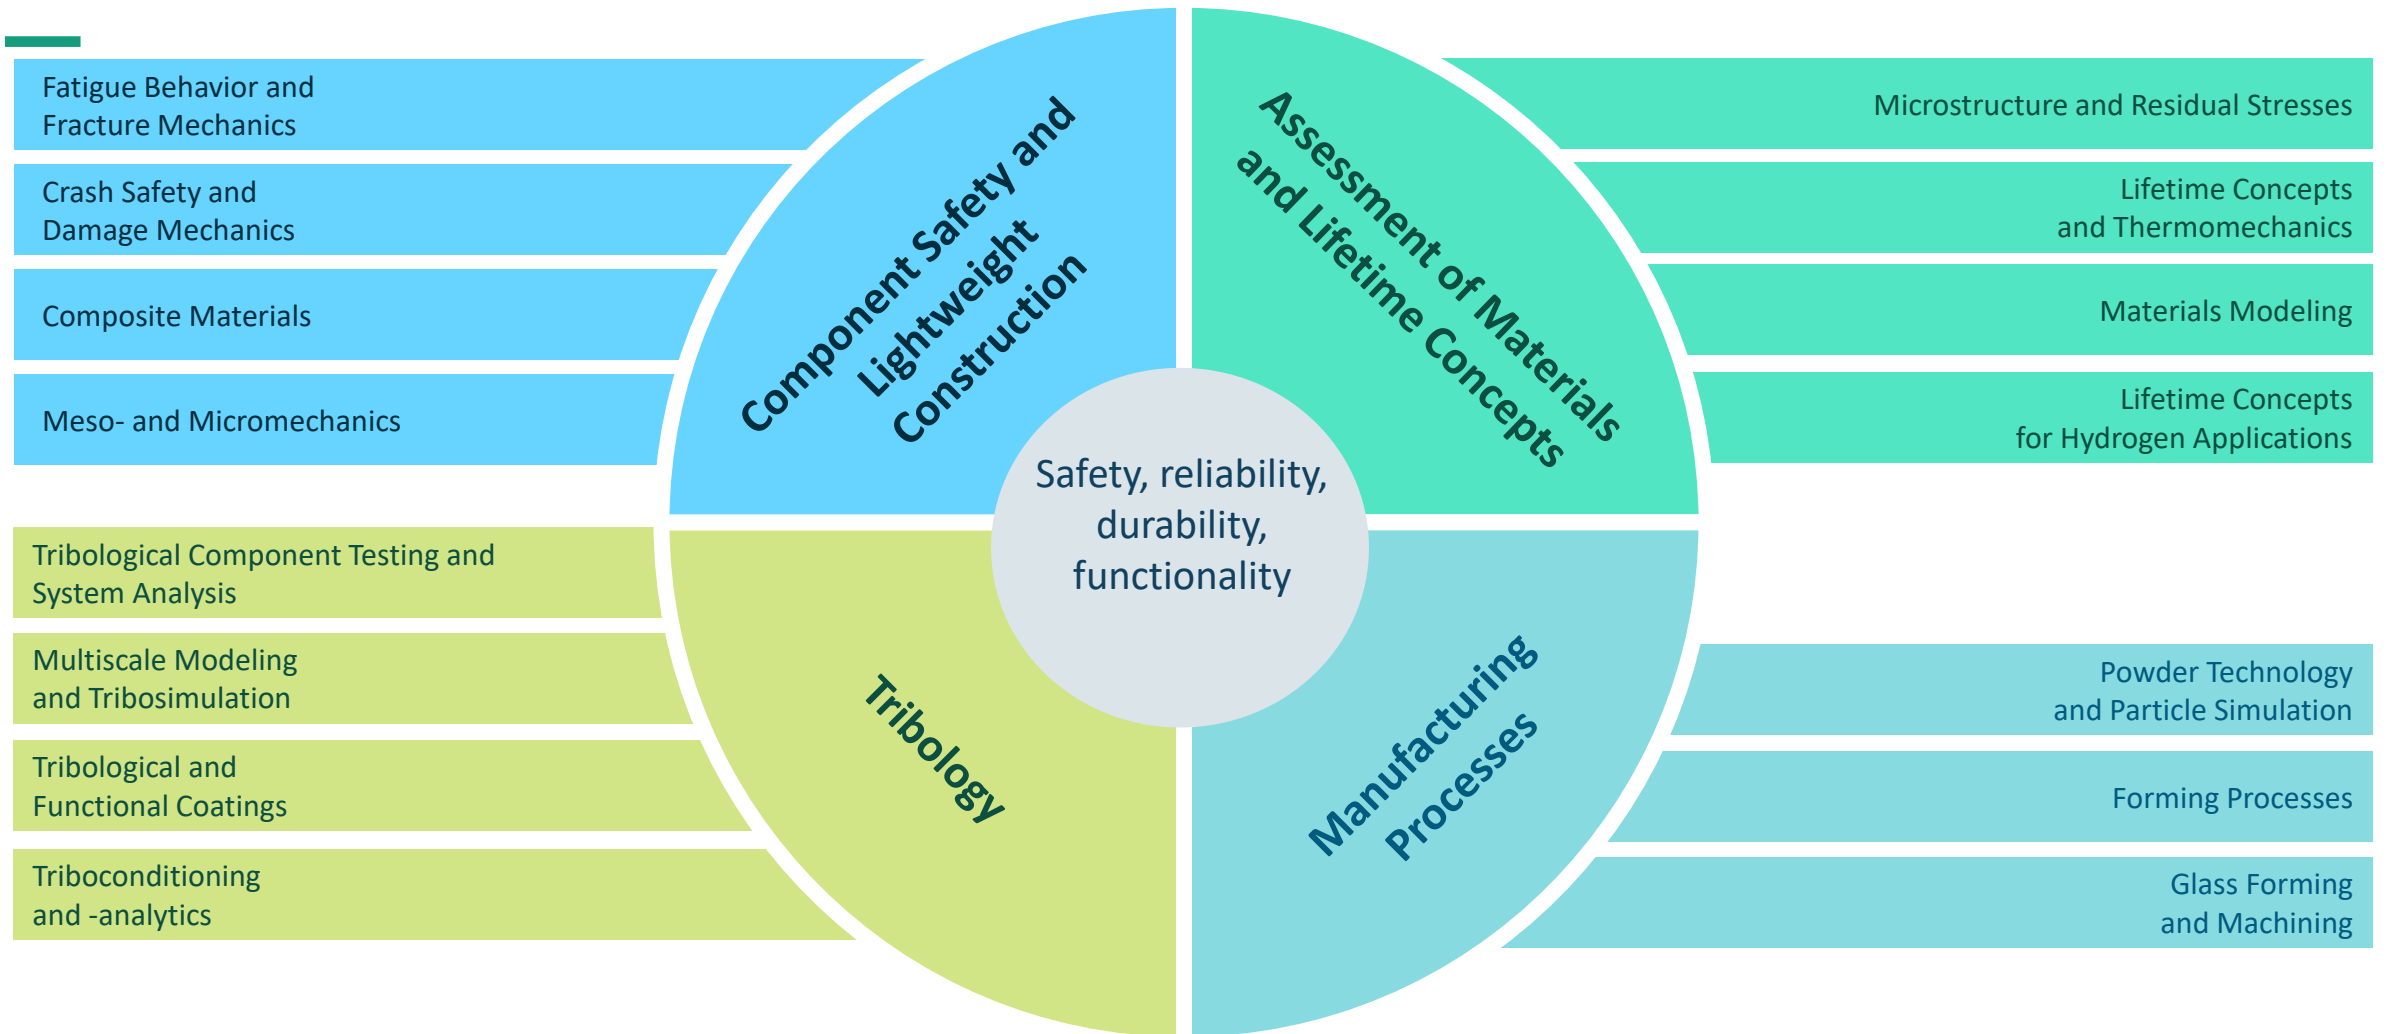 Fatigue Behavior and
Fracture Mechanics
Crash Safety and
Damage Mechanics
Composite Materials
Meso- and Micromechanics
Component Safety and
Lightweight
Construction
Assessment of Materials
and Lifetime Concepts
Microstructure and Residual Stresses
Lifetime Concepts
and Thermomechanics
Materials Modeling
Lifetime Concepts
for Hydrogen Applications
Safety, reliability,
durability,
functionality
Tribological Component Testing and
System Analysis
Multiscale Modeling
and Tribosimulation
Tribological and
Functional Coatings
Triboconditioning
and -analytics
Tribology
Manufacturing
Processes
Powder Technology
and Particle Simulation
Forming Processes
Glass Forming
and Machining